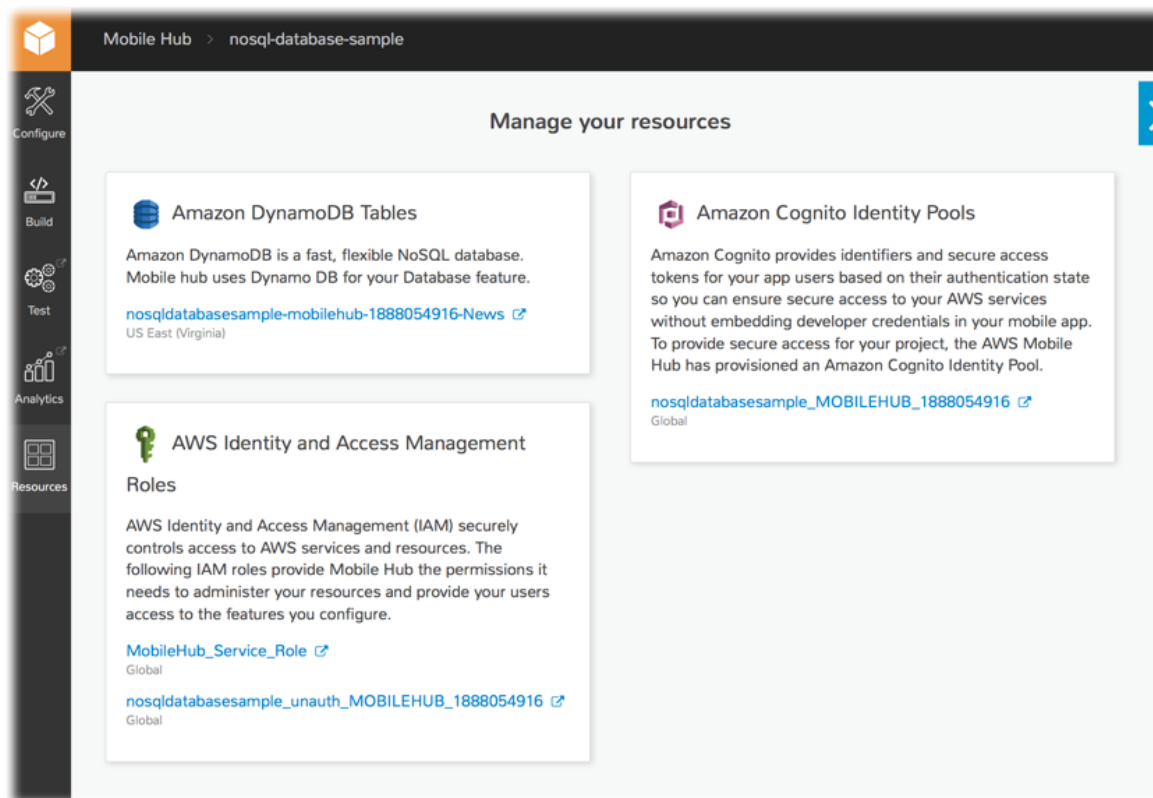 Mobile Hub > nosql-database-sample
Configure
Build
Test
Analytics
Resources
Manage your resources
Amazon DynamoDB Tables
Amazon DynamoDB is a fast, flexible NoSQL database.
Mobile hub uses Dynamo DB for your Database feature.
nosqldatabasesample-mobilehub-1888054916-News
US East (Virginia)
AWS Identity and Access Management
Roles
AWS Identity and Access Management (IAM) securely
controls access to AWS services and resources. The
following IAM roles provide Mobile Hub the permissions it
needs to administer your resources and provide your users
access to the features you configure.
MobileHub_Service_Role
Global
nosqldatabasesample_unauth_MOBILEHUB_1888054916
Global
Amazon Cognito Identity Pools
Amazon Cognito provides identifiers and secure access
tokens for your app users based on their authentication state
so you can ensure secure access to your AWS services
without embedding developer credentials in your mobile app.
To provide secure access for your project, the AWS Mobile
Hub has provisioned an Amazon Cognito Identity Pool.
nosqldatabasesample_MOBILEHUB_1888054916
Global